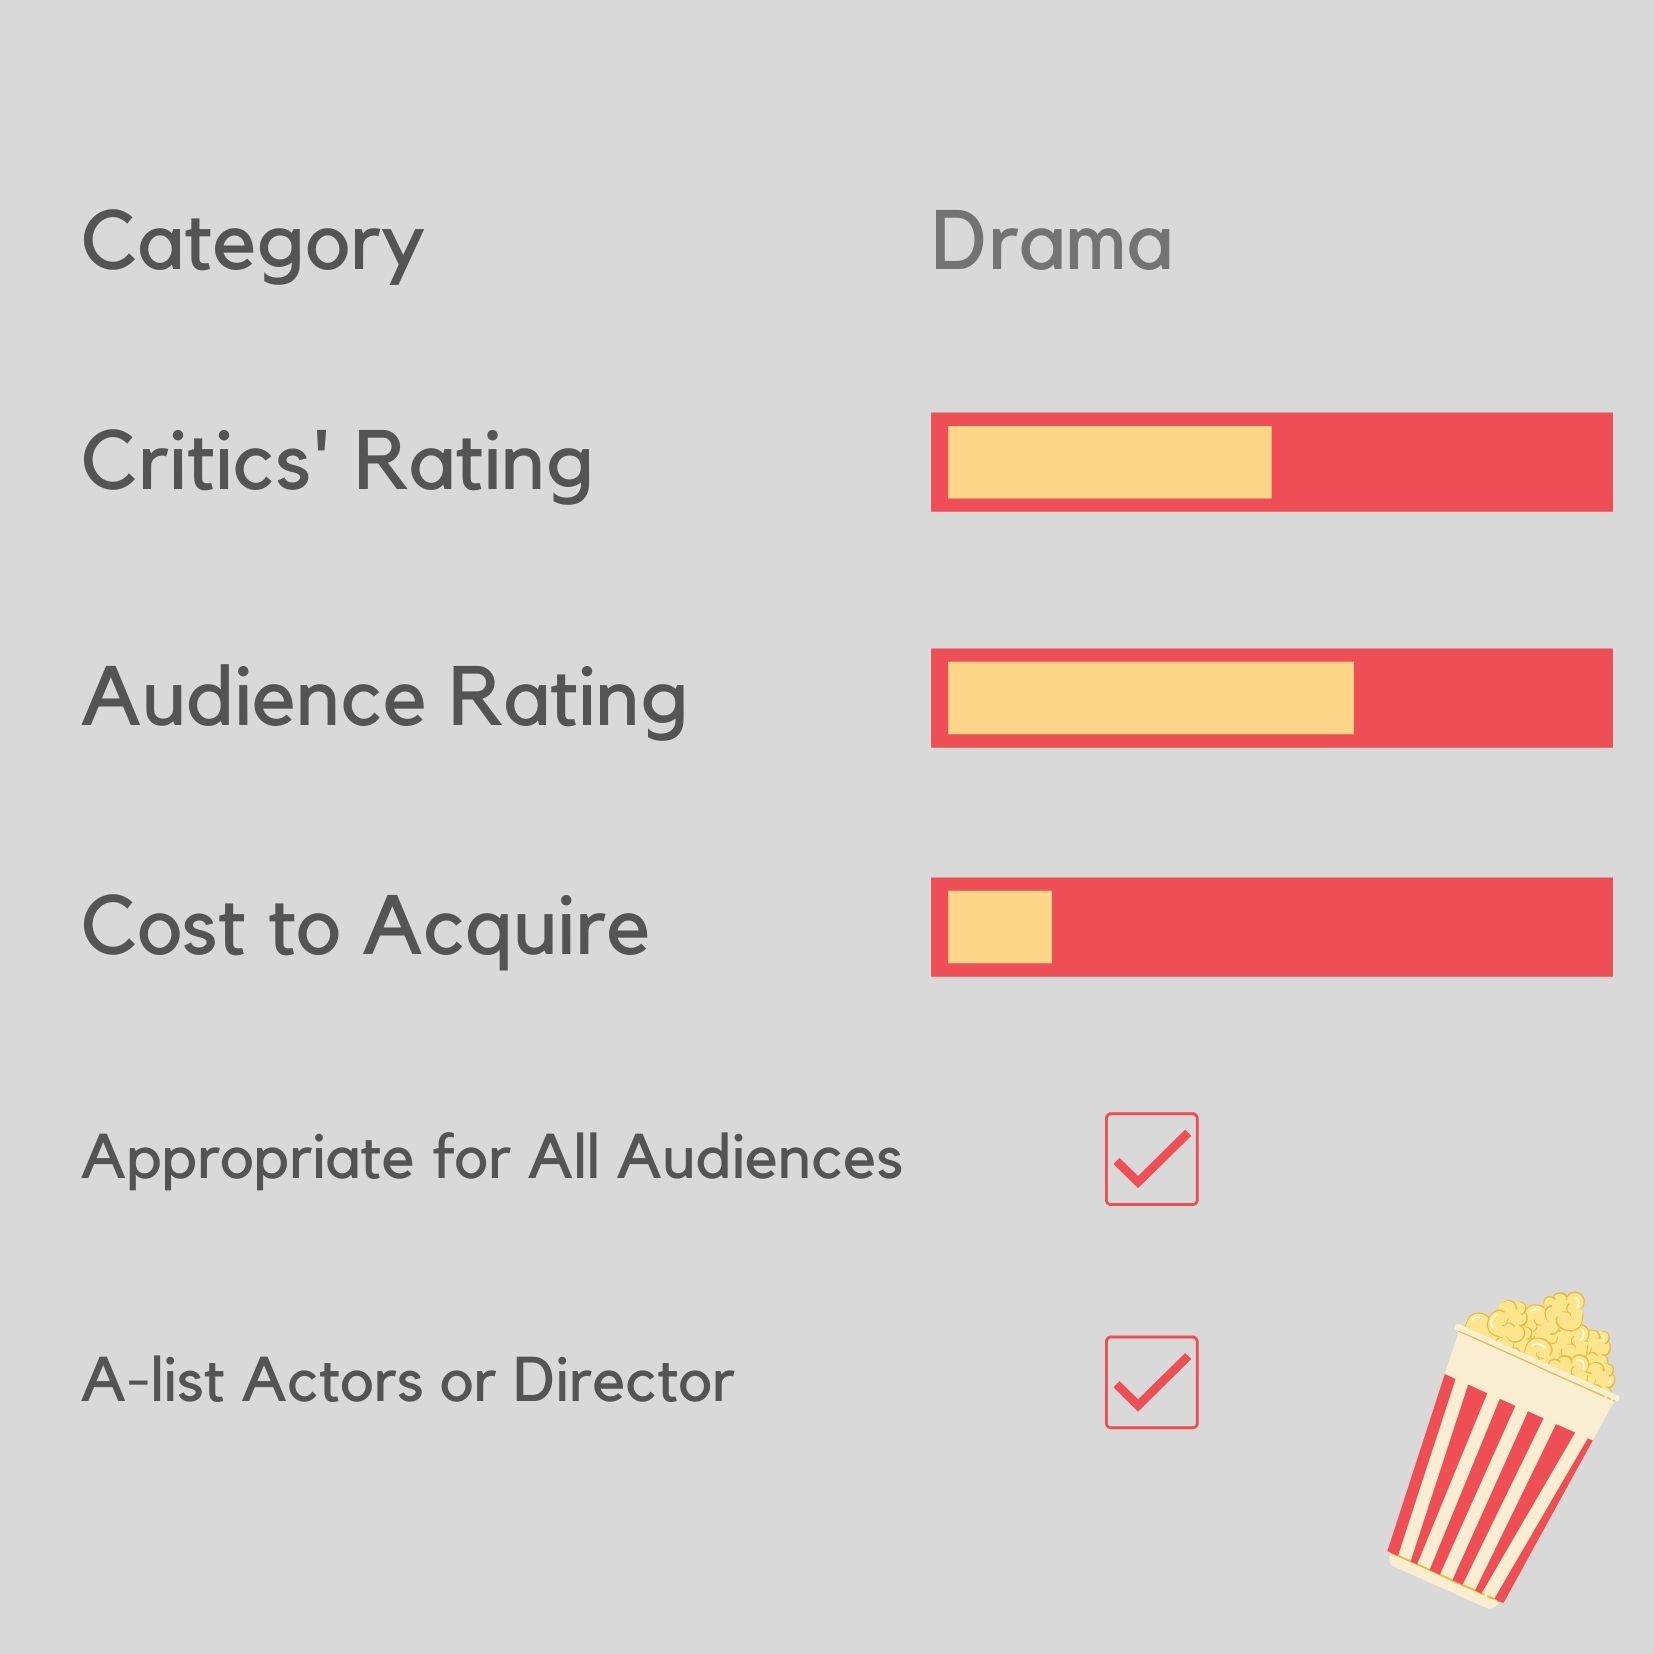 Category Drama
Critics' Rating
Audience Rating
Cost to Acquire
Appropriate for All Audiences
A-list Actors or Director